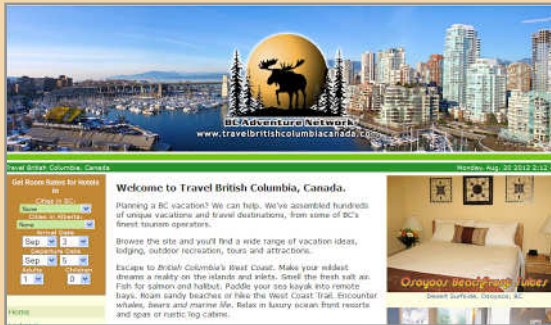 BC Adventure Network
www.travelbritishcolumbiacanada.com
Travel British Columbia, Canada
Monday, Aug. 20 2012 2:12
Get Room Rates for Hotels
in
Cities in BC:
None
Cities in Alberta:
None
Arrival Date
Sep 3
Departure Date
Sep 5
Adults Children
1 0
Home
Welcome to Travel British Columbia, Canada.
Planning a BC vacation? We can help. We've assembled hundreds
of unique vacations and travel destinations, from some of BC's
finest tourism operators.
Browse the site and you'll find a wide range of vacation ideas,
lodging, outdoor recreation, tours and attractions.
Escape to British Columbia's West Coast. Make your wildest
dreams a reality on the islands and inlets. Smell the fresh salt air.
Fish for salmon and halibut. Paddle your sea kayak into remote
bays. Roam sandy beaches or hike the West Coast Trail. Encounter
whales, bears and marine life. Relax in luxury ocean front resorts
and spas or rustic log cabins.
Osoyoos BeachFront Suites
Desert Surfside, Osoyoos, BC